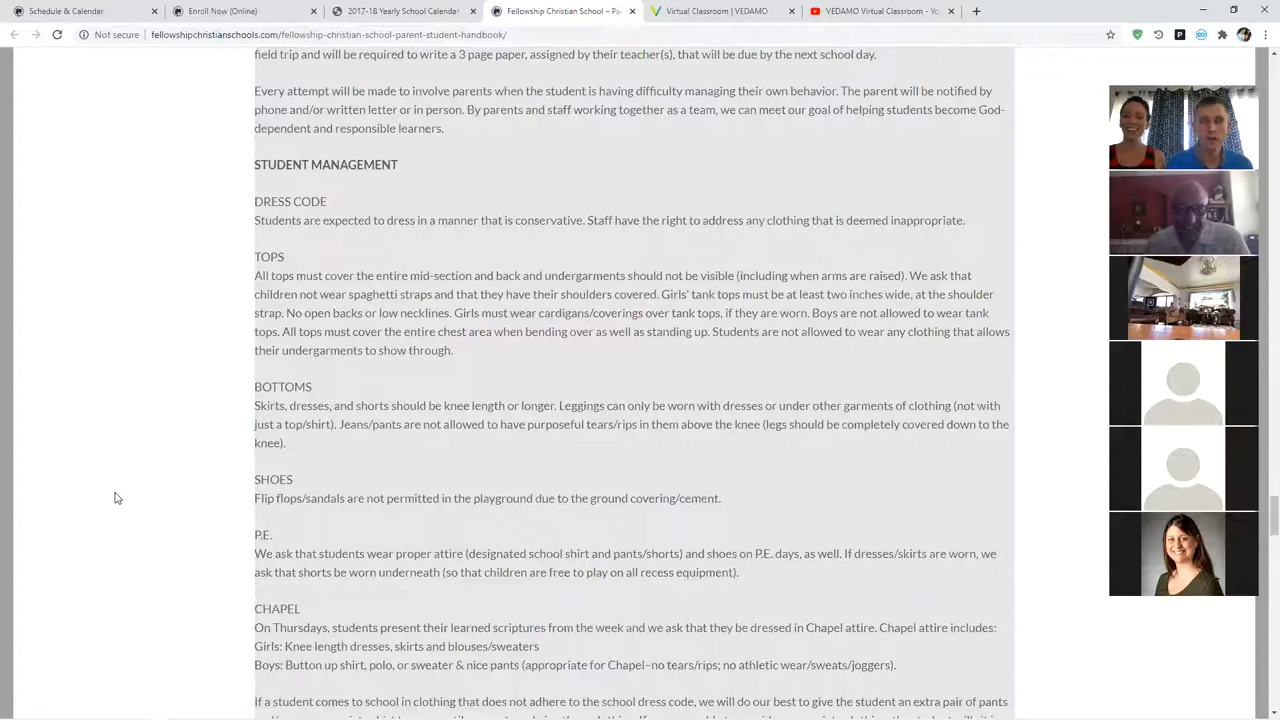 Schedule & Calendar
Enroll Now (Online)
2017-18 Yearly School Calendar
Fellowship Christian School – Pa
Virtual Classroom | VEDAMO
VEDAMO Virtual Classroom - Yo
Not secure fellowshipchristianschools.com/fellowship-christian-school-parent-student-handbook/
field trip and will be required to write a 3 page paper, assigned by their teacher(s), that will be due by the next school day.
Every attempt will be made to involve parents when the student is having difficulty managing their own behavior. The parent will be notified by
phone and/or written letter or in person. By parents and staff working together as a team, we can meet our goal of helping students become God-
dependent and responsible learners.
STUDENT MANAGEMENT
DRESS CODE
Students are expected to dress in a manner that is conservative. Staff have the right to address any clothing that is deemed inappropriate.
TOPS
All tops must cover the entire mid-section and back and undergarments should not be visible (including when arms are raised). We ask that
children not wear spaghetti straps and that they have their shoulders covered. Girls' tank tops must be at least two inches wide, at the shoulder
strap. No open backs or low necklines. Girls must wear cardigans/coverings over tank tops, if they are worn. Boys are not allowed to wear tank
tops. All tops must cover the entire chest area when bending over as well as standing up. Students are not allowed to wear any clothing that allows
their undergarments to show through.
BOTTOMS
Skirts, dresses, and shorts should be knee length or longer. Leggings can only be worn with dresses or under other garments of clothing (not with
just a top/shirt). Jeans/pants are not allowed to have purposeful tears/rips in them above the knee (legs should be completely covered down to the
knee).
SHOES
Flip flops/sandals are not permitted in the playground due to the ground covering/cement.
P.E.
We ask that students wear proper attire (designated school shirt and pants/shorts) and shoes on P.E. days, as well. If dresses/skirts are worn, we
ask that shorts be worn underneath (so that children are free to play on all recess equipment).
CHAPEL
On Thursdays, students present their learned scriptures from the week and we ask that they be dressed in Chapel attire. Chapel attire includes:
Girls: Knee length dresses, skirts and blouses/sweaters
Boys: Button up shirt, polo, or sweater & nice pants (appropriate for Chapel–no tears/rips; no athletic wear/sweats/joggers).
If a student comes to school in clothing that does not adhere to the school dress code, we will do our best to give the student an extra pair of pants